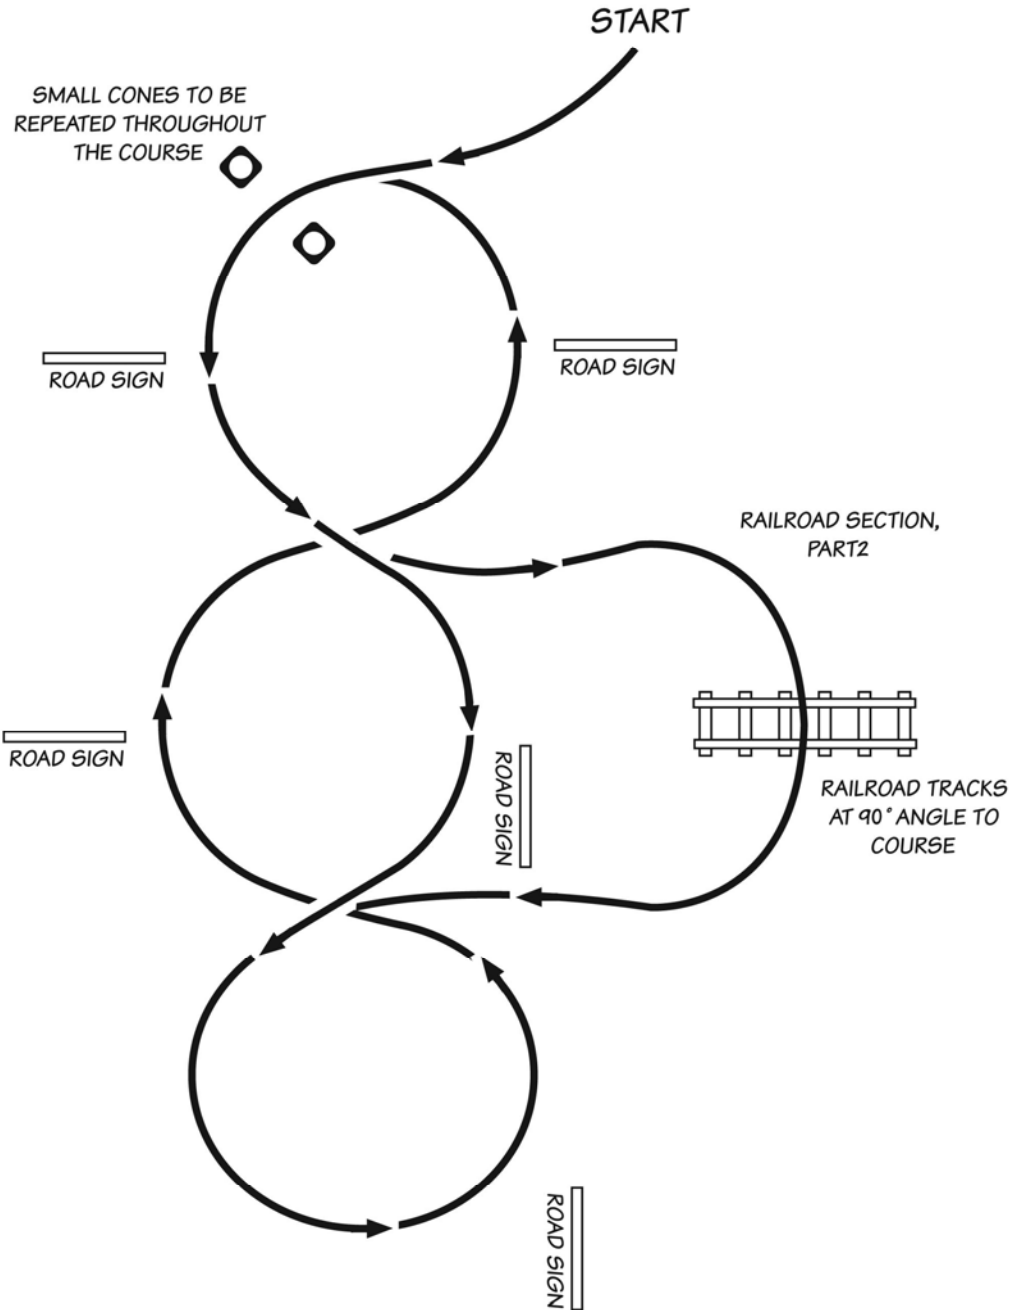 START
SMALL CONES TO BE
REPEATED THROUGHOUT
THE COURSE
ROAD SIGN
ROAD SIGN
RAILROAD SECTION,
PART2
ROAD SIGN
ROAD SIGN
RAILROAD TRACKS
AT 90° ANGLE TO
COURSE
ROAD SIGN